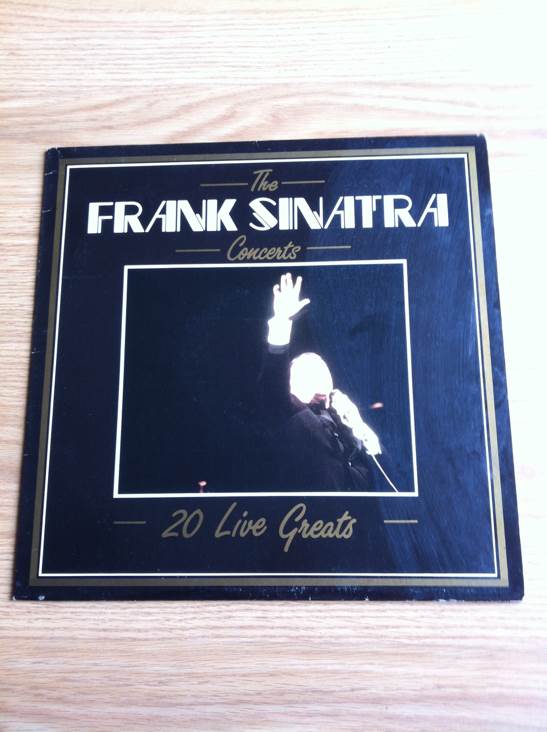 The
FRANK SINATRA
Concerts
20 Live Greats